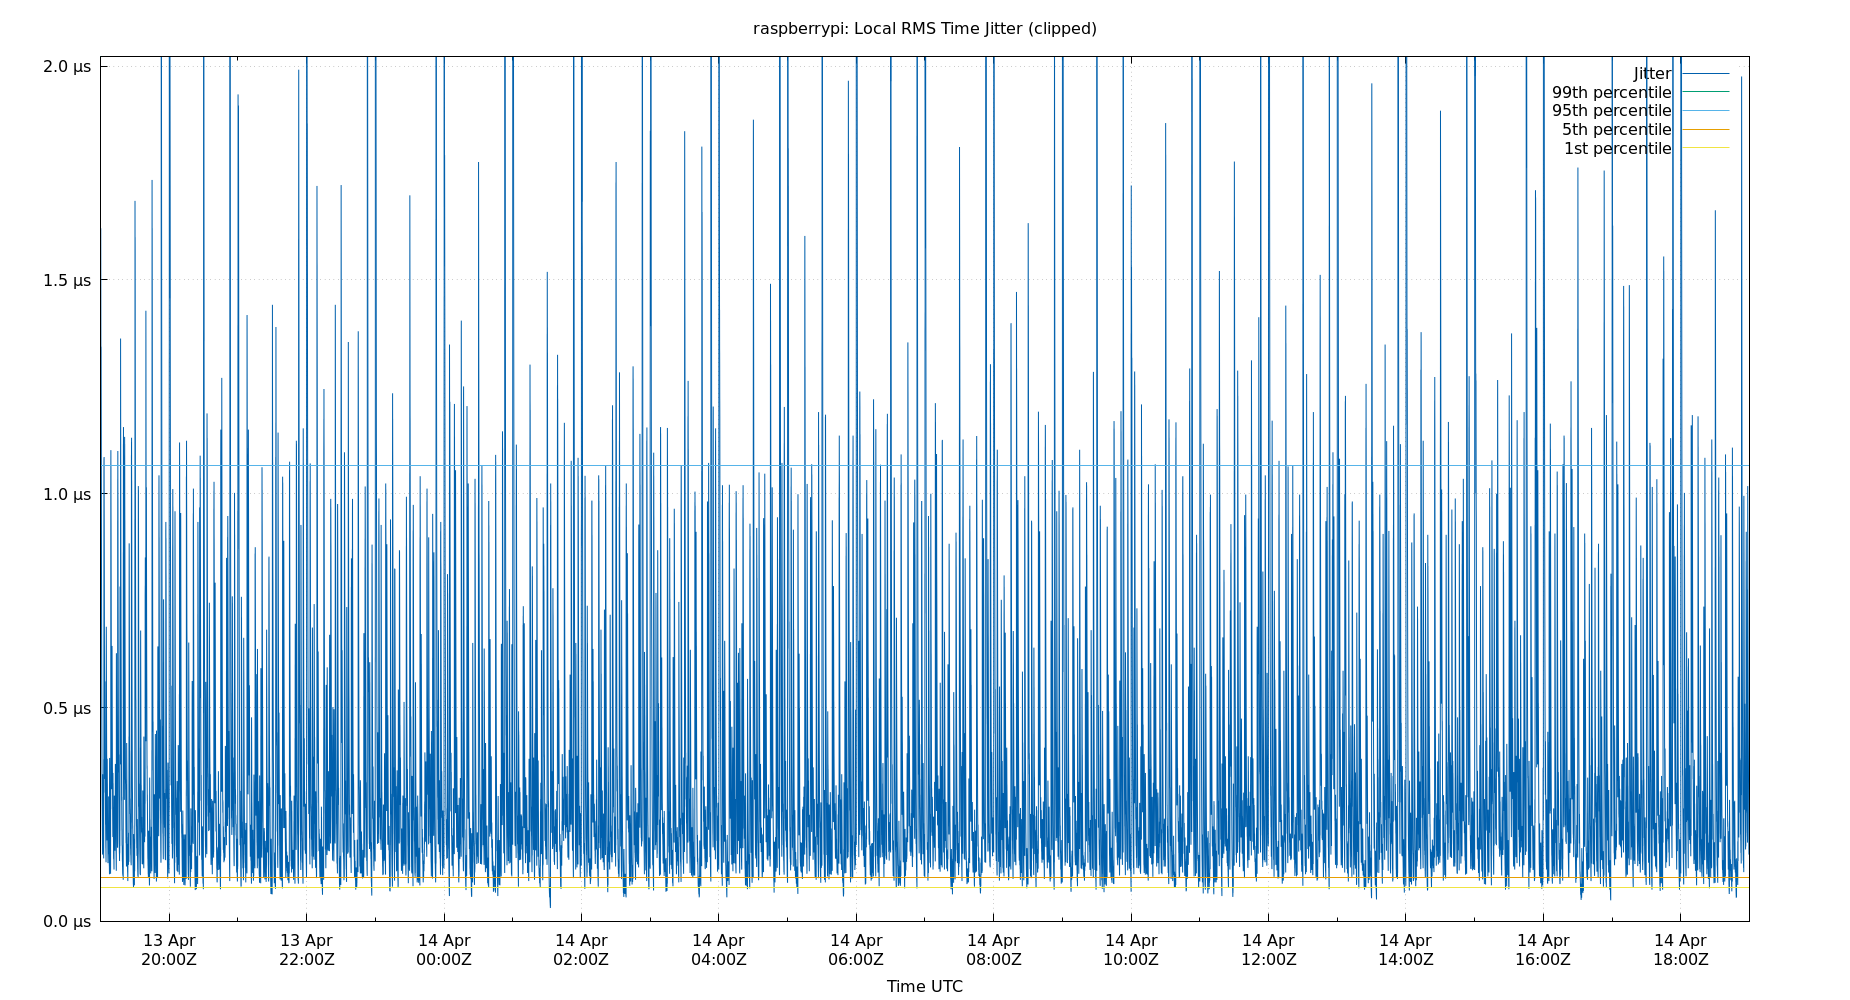 raspberrypi: Local RMS Time Jitter (clipped)
2.0 µs
1.5 µs
1.0 µs
0.5 µs
0.0 µs
Jitter
99th percentile
95th percentile
5th percentile
1st percentile
13 Apr 13 Apr 14 Apr 14 Apr 14 Apr 14 Apr 14 Apr 14 Apr 14 Apr 14 Apr 14 Apr 14 Apr
20:00Z 22:00Z 00:00Z 02:00Z 04:00Z 06:00Z 08:00Z 10:00Z 12:00Z 14:00Z 16:00Z 18:00Z
Time UTC